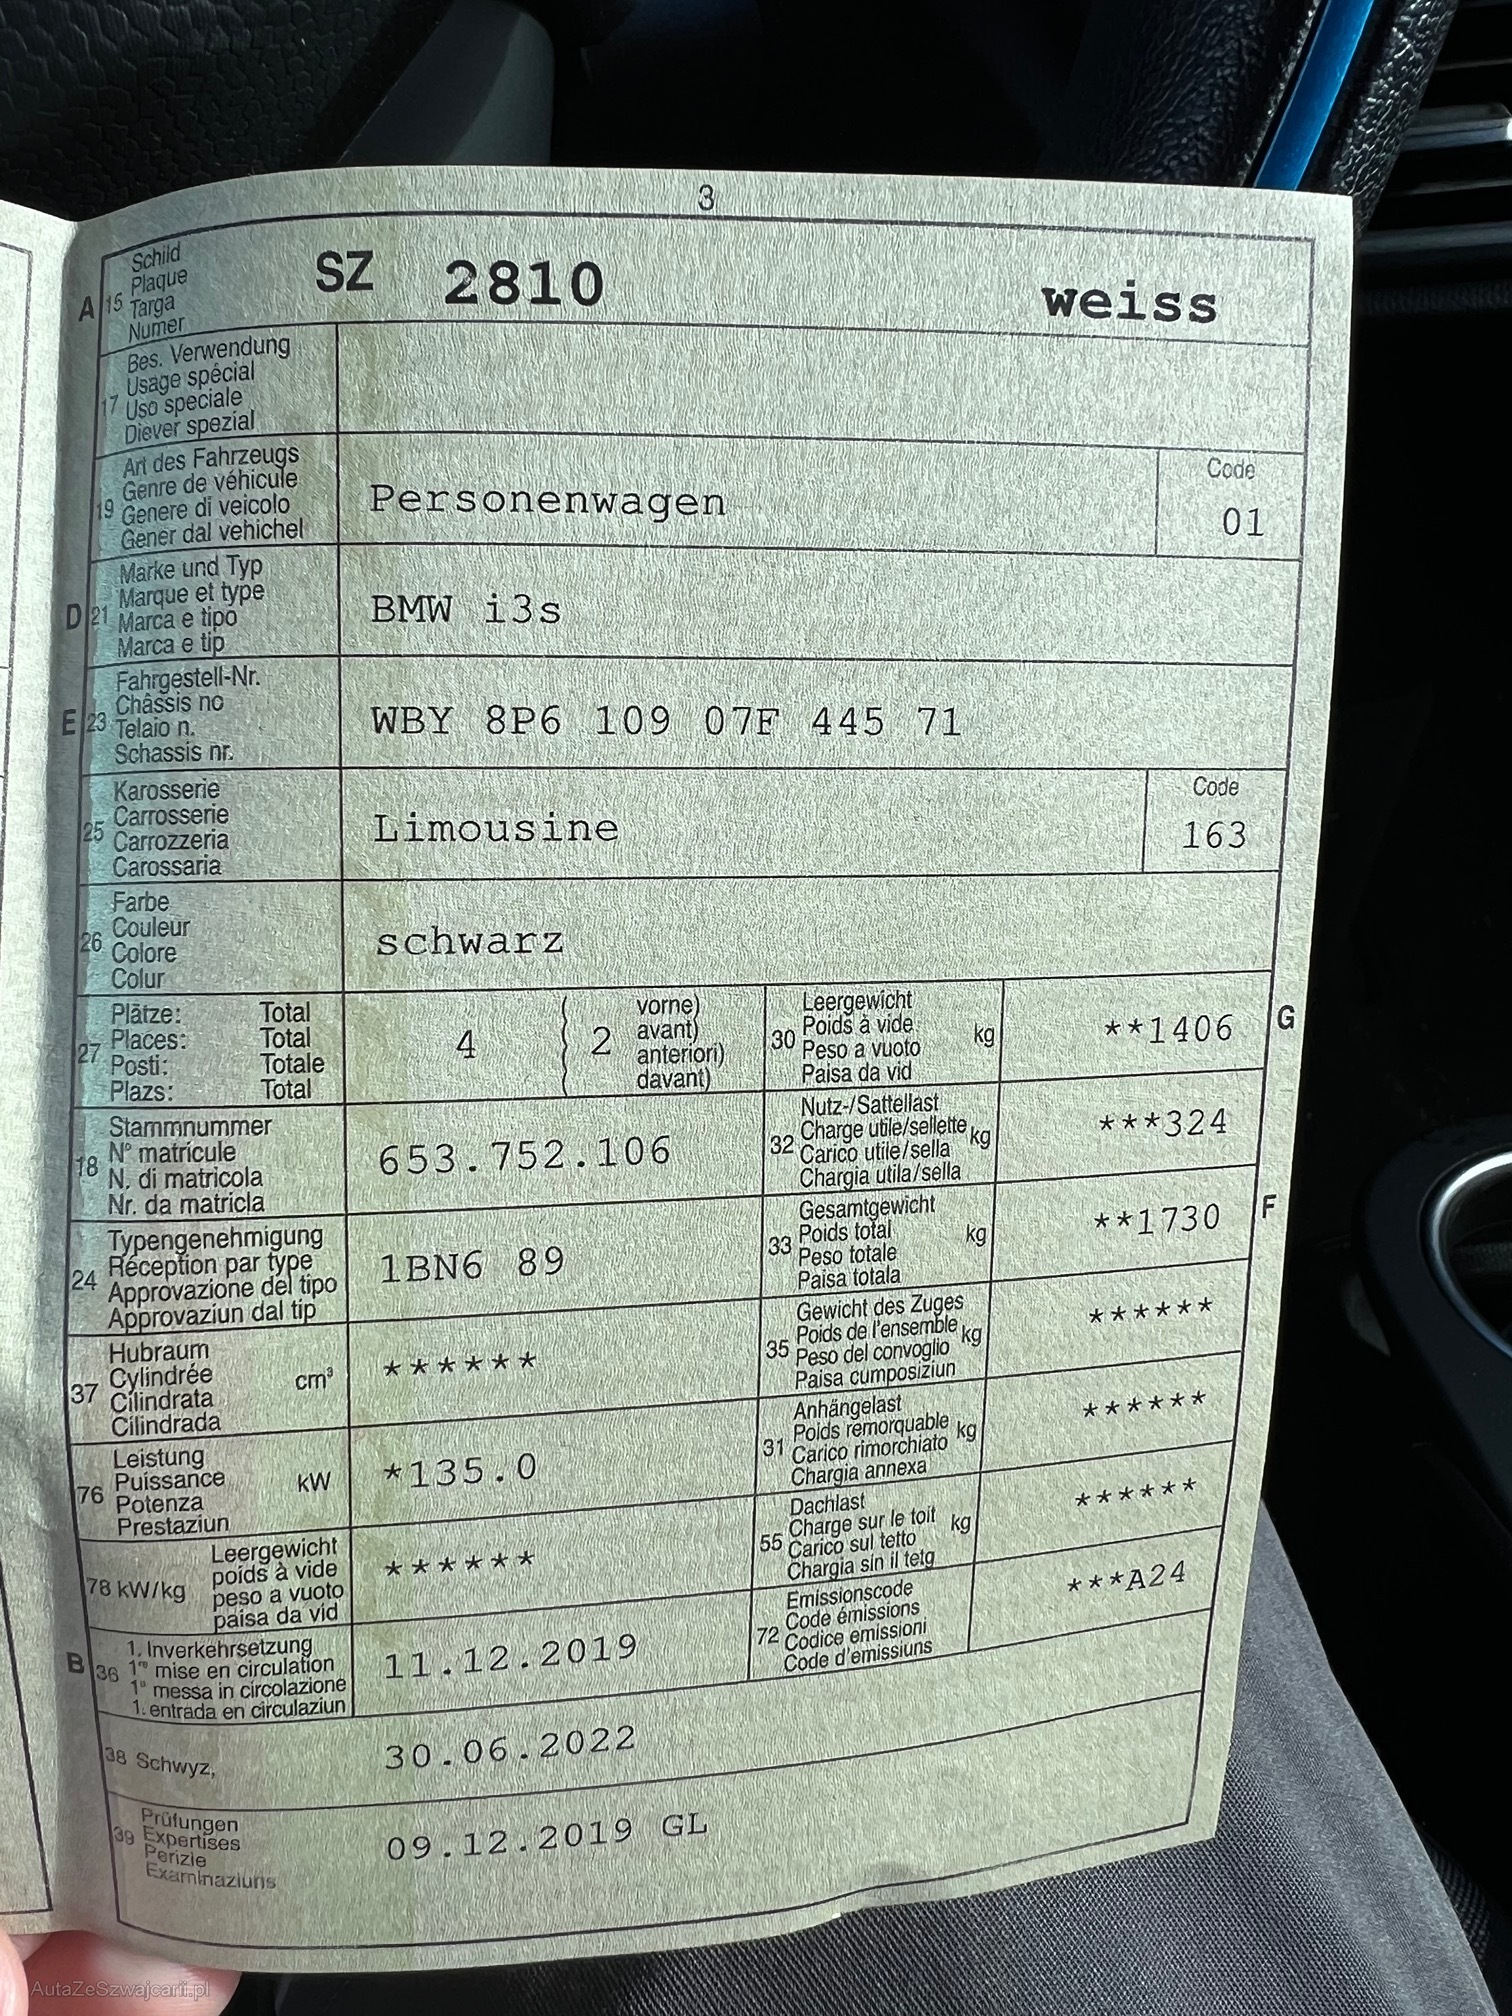 3
A 15 Schild
Plaque
Targa
Numer
SZ 2810 weiss
17 Bes. Verwendung
Usage spécial
Uso speciale
Diever spezial
19 Art des Fahrzeugs
Genre de véhicule
Genere di veicolo
Gener dal vehichel
Personenwagen
Code
01
D 21 Marke und Typ
Marque et type
Marca e tipo
Marca e tip
BMW i3s
E 23 Fahrgestell-Nr.
Châssis no
Telaio n.
Schassis nr.
WBY 8P6 109 07F 445 71
25 Karosserie
Carrosserie
Carrozzeria
Carossaria
Limousine
Code
163
26 Farbe
Couleur
Colore
Colur
schwarz
27 Plätze: Total
Places: Total
Posti: Totale
Plazs: Total
4 ( 2 vorne)
avant)
anteriori)
davant)
30 Leergewicht
Poids à vide
Peso a vuoto
Paisa da vid
kg
**1406
G
18 Stammnummer
N° matricule
N. di matricola
Nr. da matricla
653.752.106
32 Nutz-/Sattellast
Charge utile/sellette
Carico utile/sella
Chargia utila/sella
kg
***324
24 Typengenehmigung
Réception par type
Approvazione del tipo
Approvaziun dal tip
1BN6 89
33 Gesamtgewicht
Poids total
Peso totale
Paisa totala
kg
**1730
F
37 Hubraum
Cylindrée
Cilindrata
Cilindrada
cm³
******
35 Gewicht des Zuges
Poids de l'ensemble
Peso del convoglio
Paisa cumposiziun
kg
******
76 Leistung
Puissance
Potenza
Prestaziun
kW
*135.0
31 Anhängelast
Poids remorquable
Carico rimorchiato
Chargia annexa
kg
******
78 kW/kg Leergewicht
poids à vide
peso a vuoto
paisa da vid
******
55 Dachlast
Charge sur le toit
Carico sul tetto
Chargia sin il tetg
kg
******
B 36 1. Inverkehrsetzung
1re mise en circulation
1a messa in circolazione
1. entrada en circulaziun
11.12.2019
72 Emissionscode
Code émissions
Codice emissioni
Code d'emissiuns
***A24
38 Schwyz,
30.06.2022
39 Prüfungen
Expertises
Perizie
Examinaziuns
09.12.2019 GL
AutaZeSzwajcarii.pl